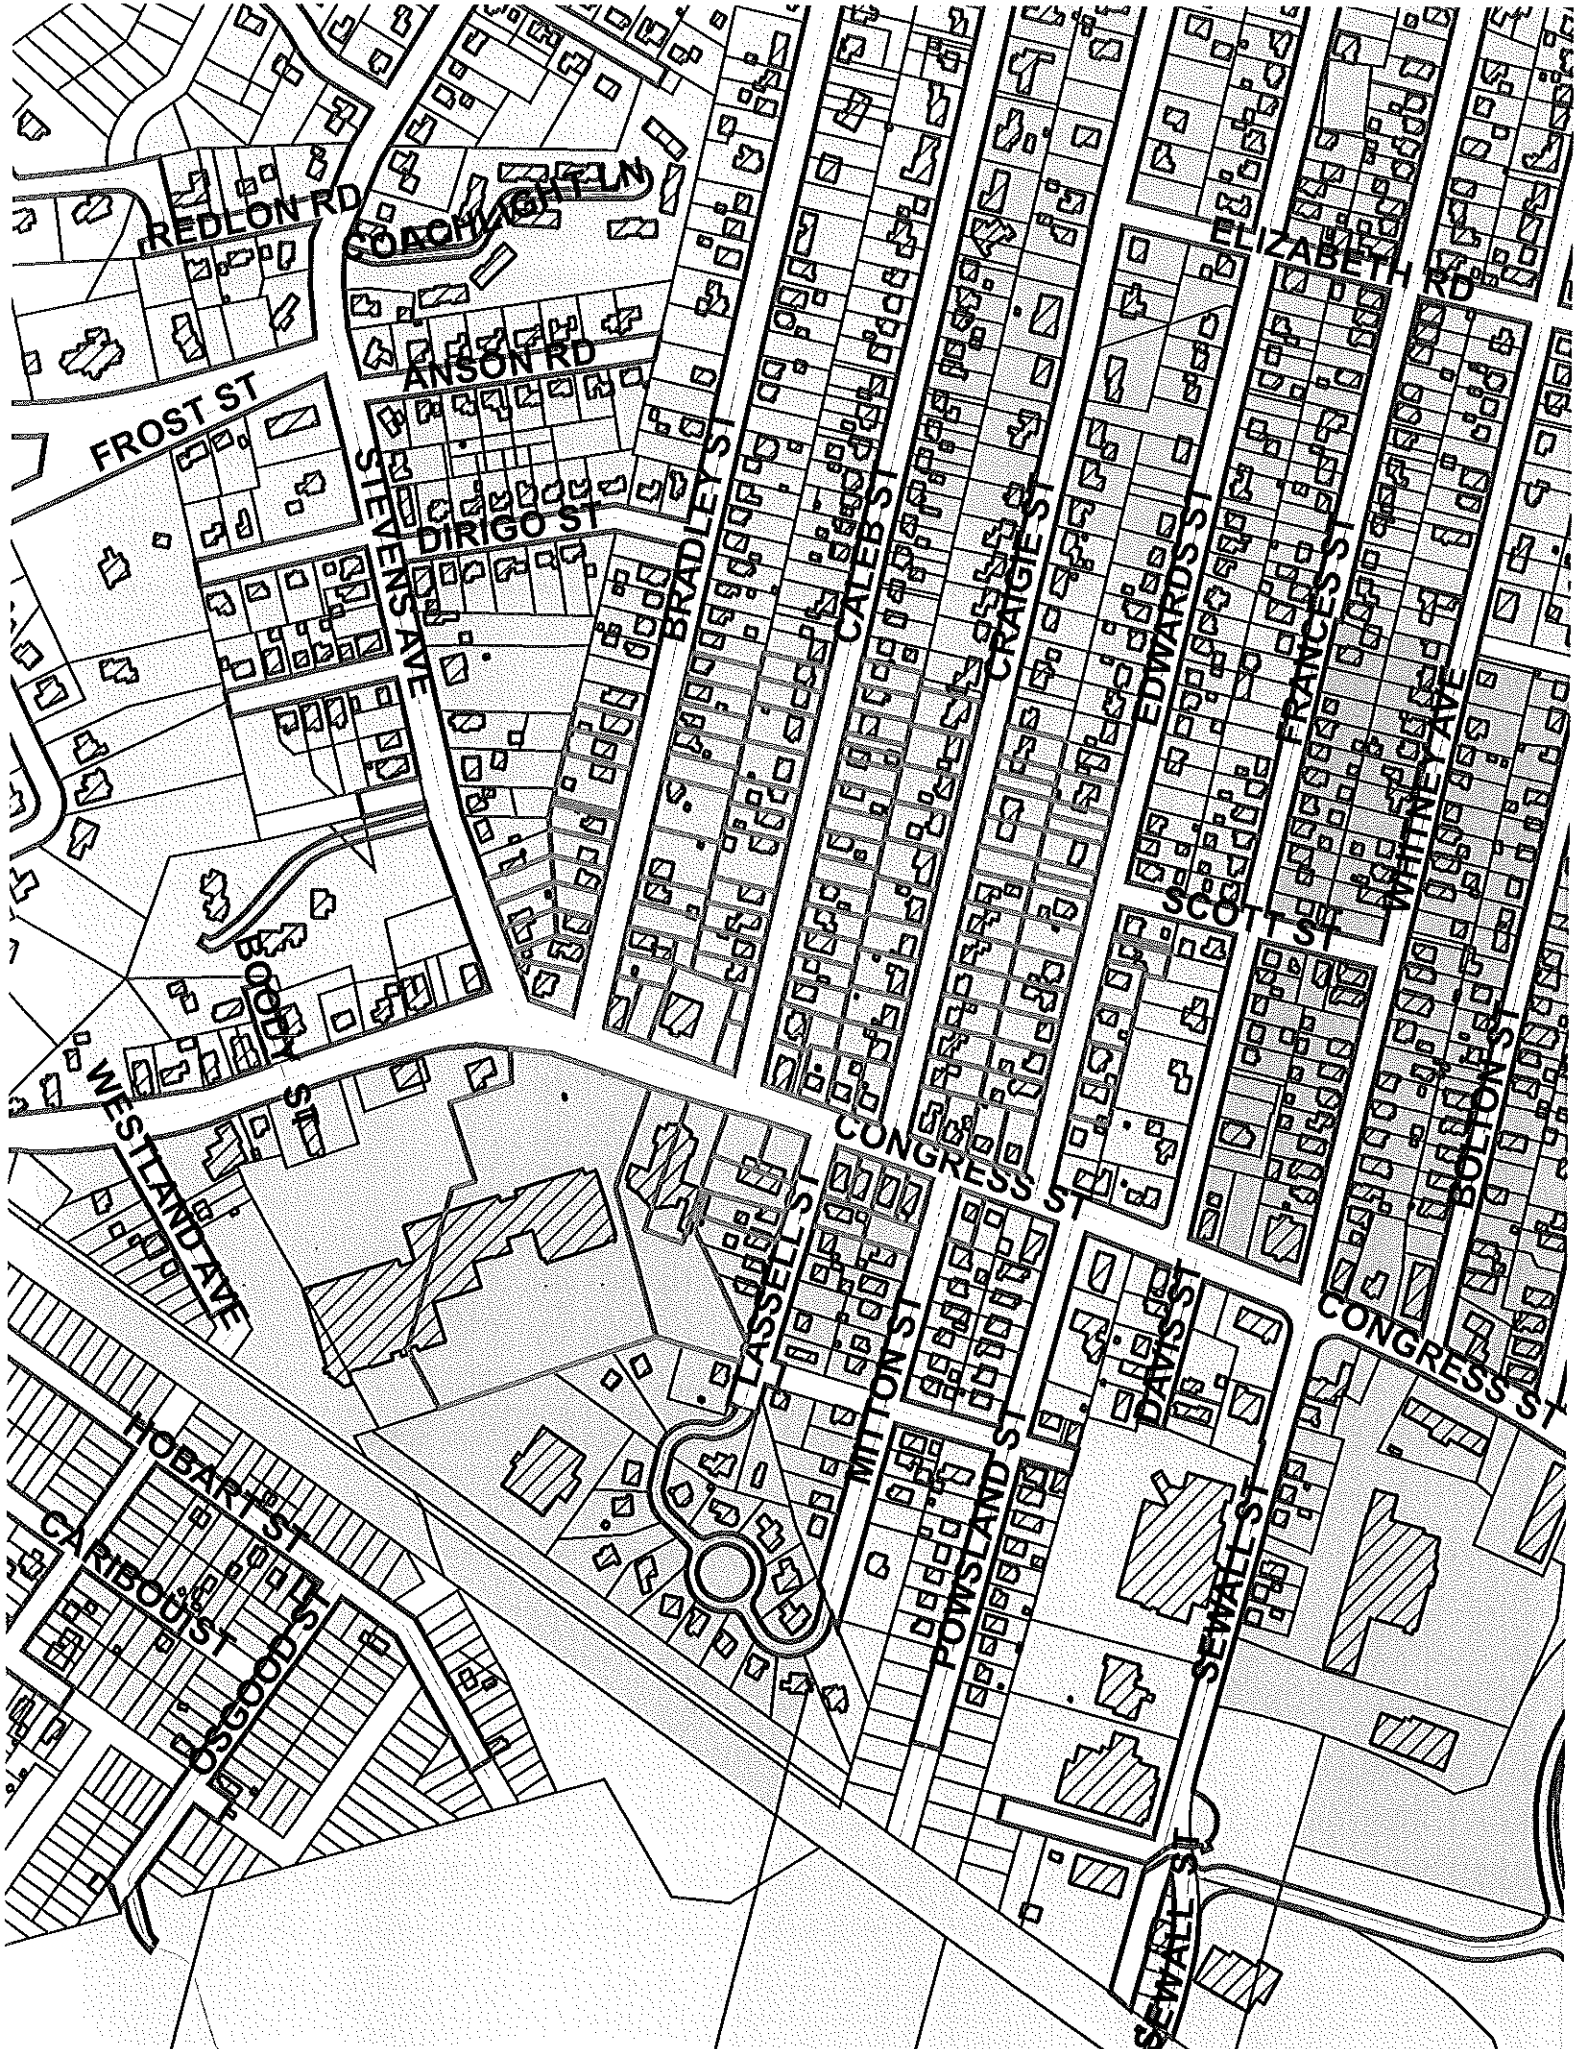 REDLON RD
COACHLIGHT LN
ELIZABETH RD
ANSON RD
FROST ST
STEVENS AVE
DIRIGO ST
BRADLEY ST
CALEB ST
CRAIGIE ST
EDWARDS ST
FRANCES ST
WHITNEY AVE
SCOTT ST
BOODY ST
WESTLAND AVE
BOLTON ST
CONGRESS ST
LASSELL ST
MITTON ST
DAVIS ST
CONGRESS ST
POWSLAND ST
SEWALL ST
HOBART ST
CARIBOU ST
OSGOOD ST
SEWALL ST